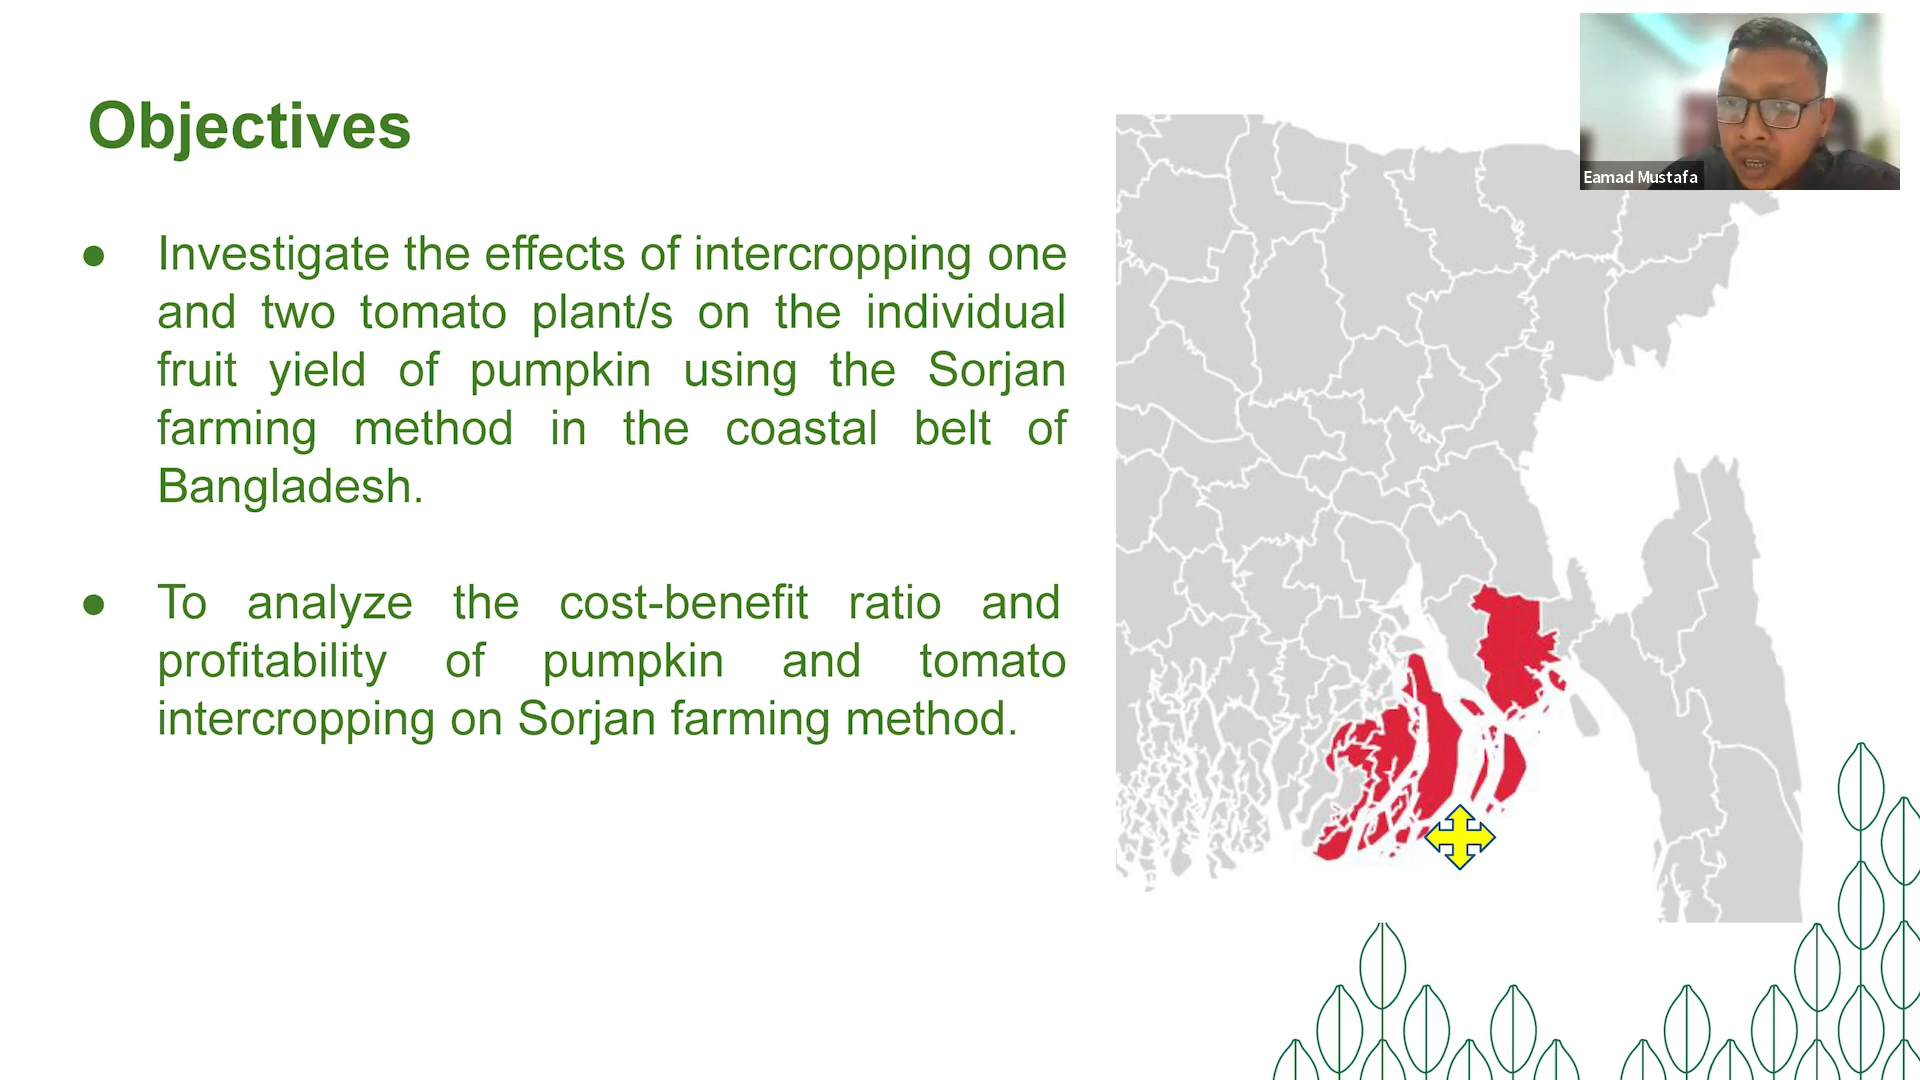 Objectives
● Investigate the effects of intercropping one
and two tomato plant/s on the individual
fruit yield of pumpkin using the Sorjan
farming method in the coastal belt of
Bangladesh.
● To analyze the cost-benefit ratio and
profitability of pumpkin and tomato
intercropping on Sorjan farming method.
Eamad Mustafa